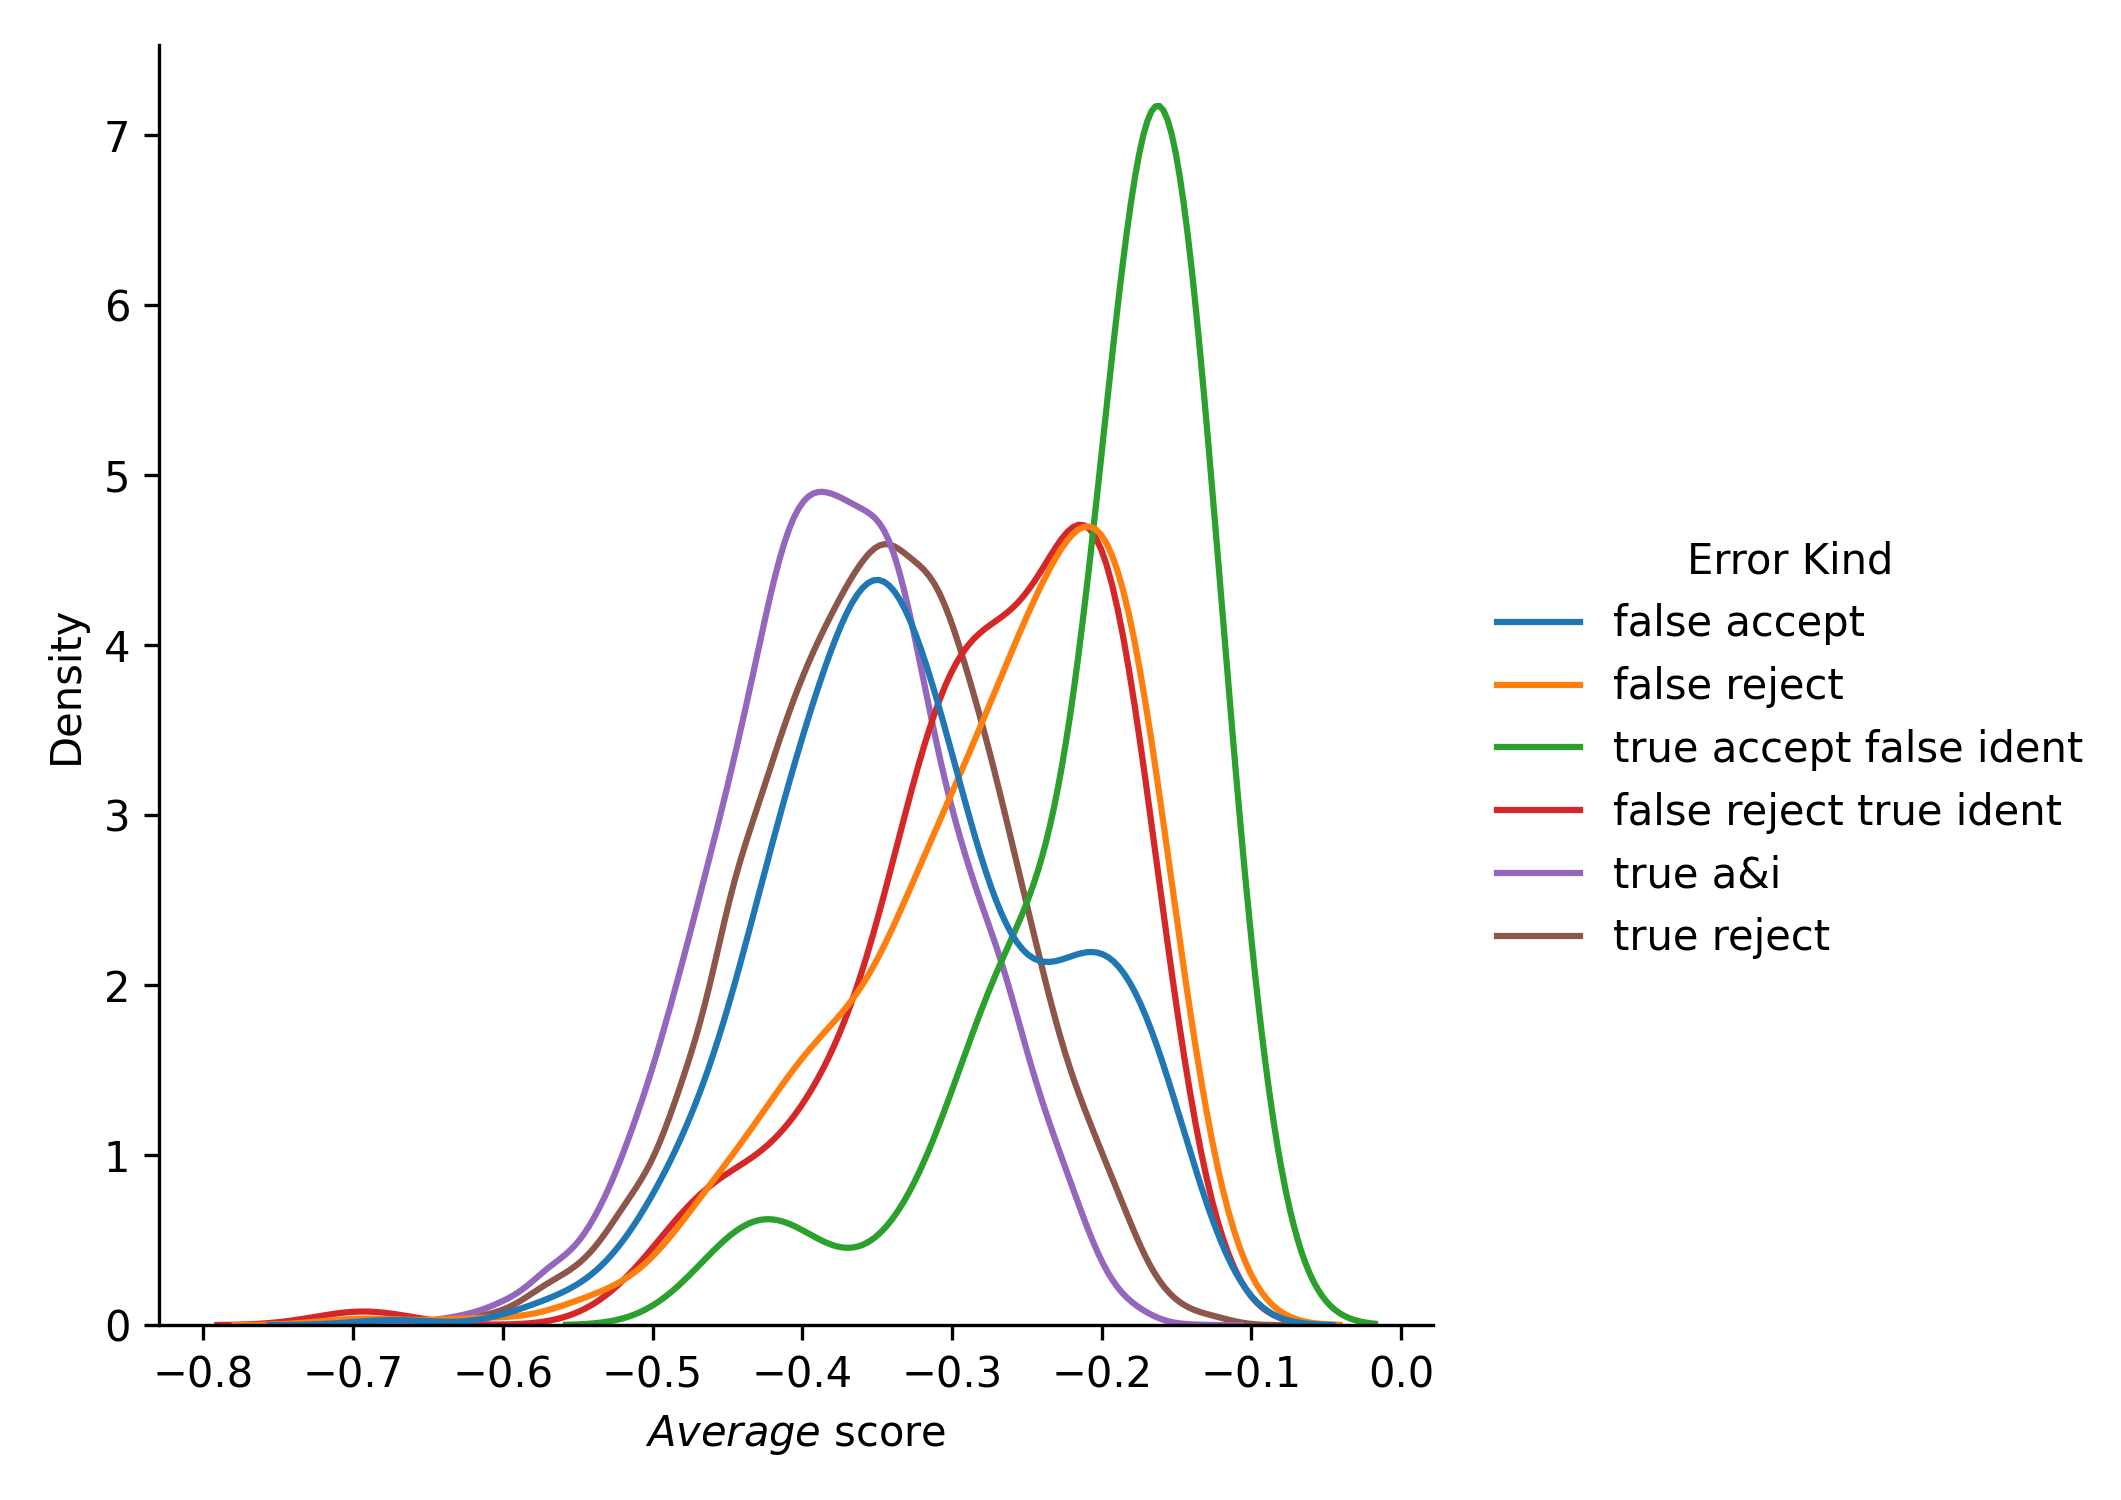 7
6
5
4
3
2
1
0
Density
−0.8 −0.7 −0.6 −0.5 −0.4 −0.3 −0.2 −0.1 0.0
Average score
Error Kind
false accept
false reject
true accept false ident
false reject true ident
true a&i
true reject